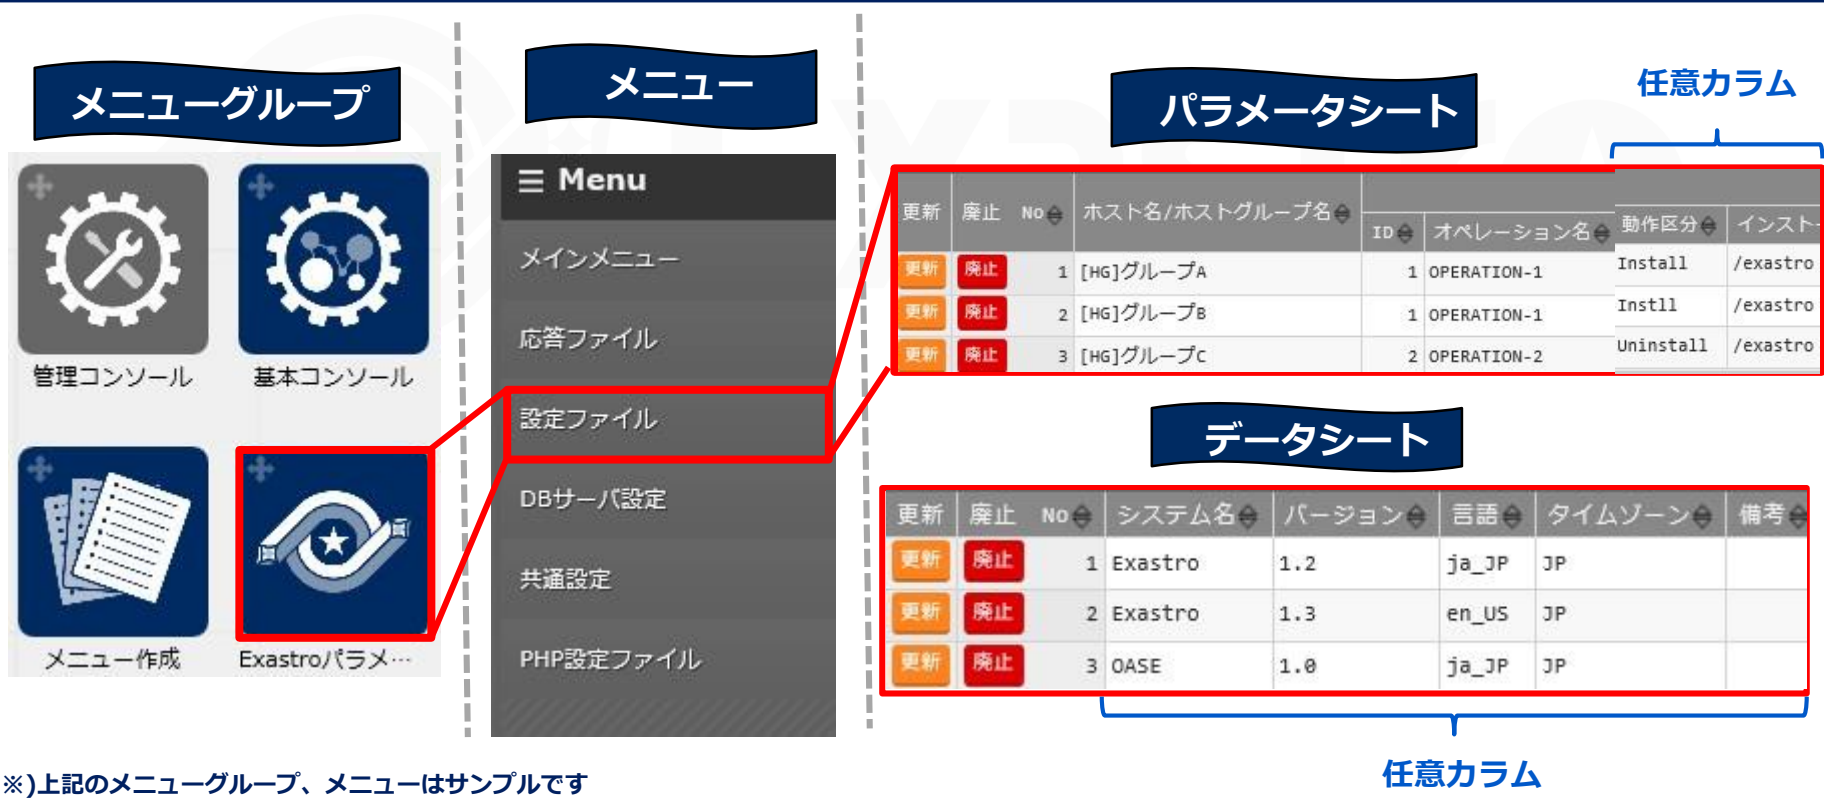 メニューグループ
管理コンソール
基本コンソール
メニュー作成
Exastroパラメ…
メニュー
☰ Menu
メインメニュー
応答ファイル
設定ファイル
DBサーバ設定
共通設定
PHP設定ファイル
パラメータシート
任意カラム
更新 廃止 No ホスト名/ホストグループ名 ID オペレーション名 動作区分 インストー
更新 廃止 1 [HG]グループA 1 OPERATION-1 Install /exastro
更新 廃止 2 [HG]グループB 1 OPERATION-1 Instll /exastro
更新 廃止 3 [HG]グループC 2 OPERATION-2 Uninstall /exastro
データシート
更新 廃止 No システム名 バージョン 言語 タイムゾーン 備考
更新 廃止 1 Exastro 1.2 ja_JP JP
更新 廃止 2 Exastro 1.3 en_US JP
更新 廃止 3 OASE 1.0 ja_JP JP
任意カラム
※)上記のメニューグループ、メニューはサンプルです